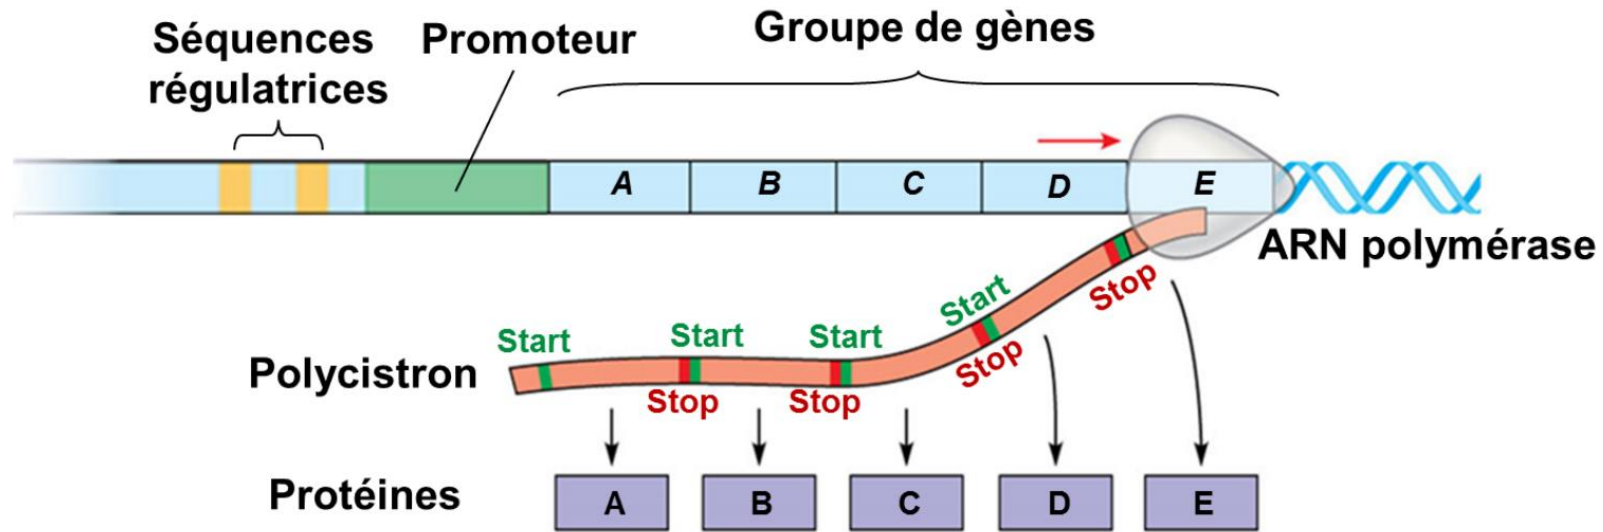 Séquences
régulatrices
Promoteur
Groupe de gènes
A B C D E
ARN polymérase
Start Start Start Start
Polycistron
Stop Stop Stop Stop
Protéines
A B C D E